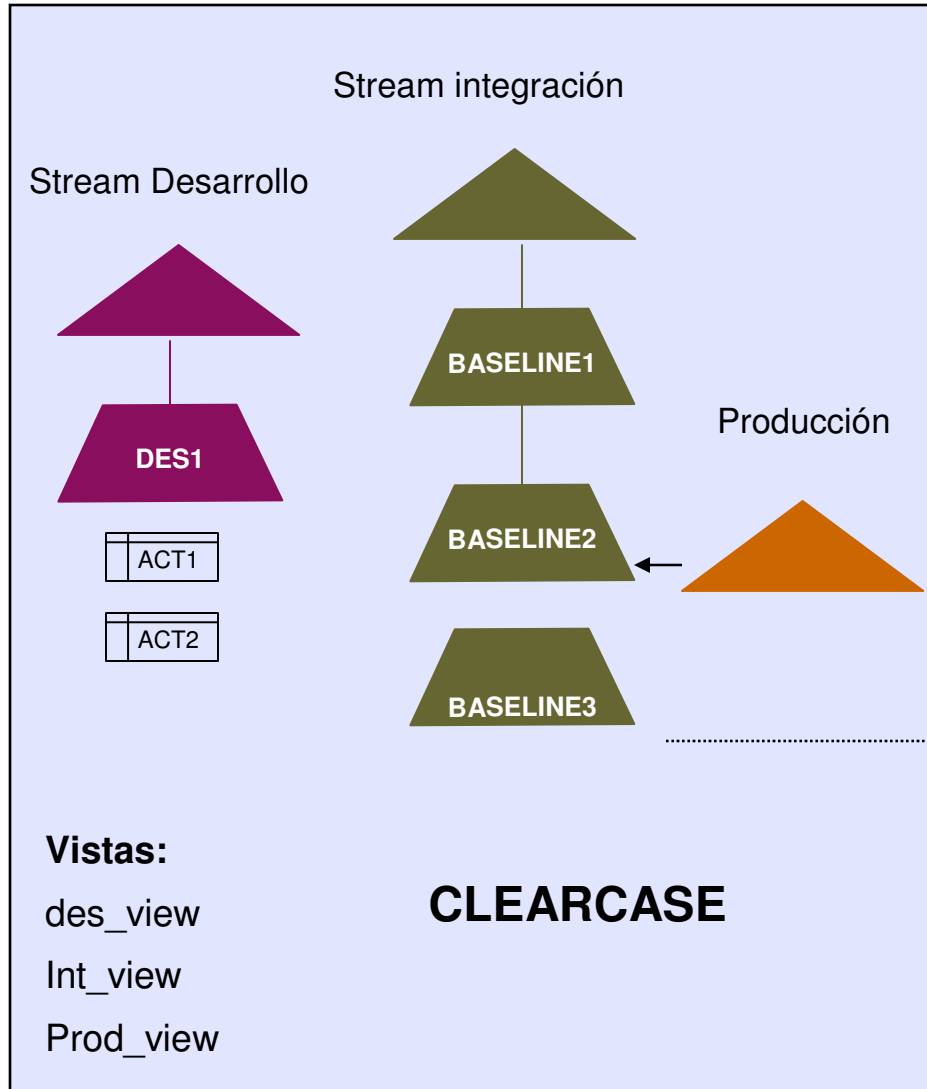 Stream integración
Stream Desarrollo
BASELINE1
Producción
DES1
BASELINE2
ACT1
ACT2
BASELINE3
Vistas:
des_view
CLEARCASE
Int_view
Prod_view